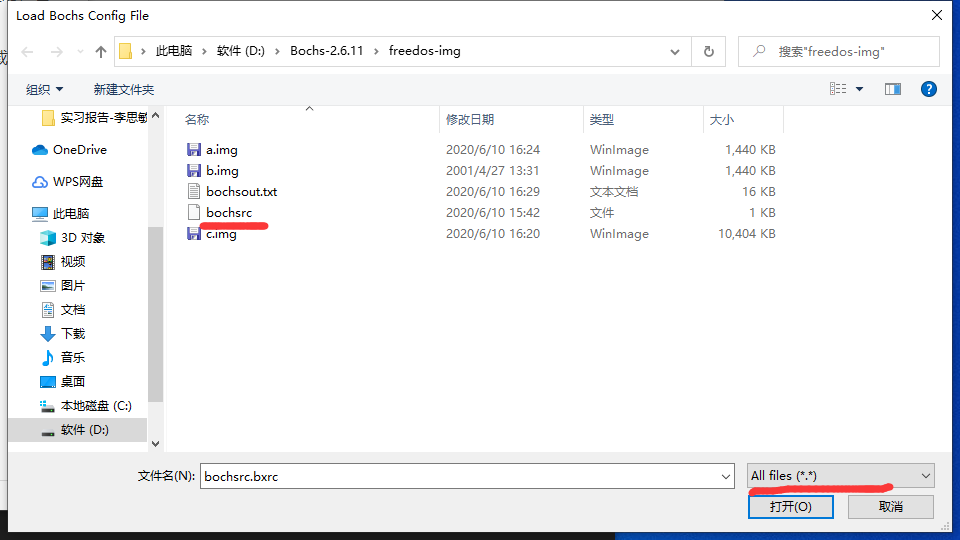 Load Bochs Config File
此电脑 软件 (D:) Bochs-2.6.11 freedos-img
搜索"freedos-img"
组织 新建文件夹
实习报告-李思敏
OneDrive
WPS网盘
此电脑
3D 对象
视频
图片
文档
下载
音乐
桌面
本地磁盘 (C:)
软件 (D:)
名称 修改日期 类型 大小
a.img 2020/6/10 16:24 WinImage 1,440 KB
b.img 2001/4/27 13:31 WinImage 1,440 KB
bochsout.txt 2020/6/10 16:29 文本文档 16 KB
bochsrc 2020/6/10 15:42 文件 1 KB
c.img 2020/6/10 16:20 WinImage 10,404 KB
文件名(N): bochsrc.bxrc All files (*.*)
打开(O) 取消